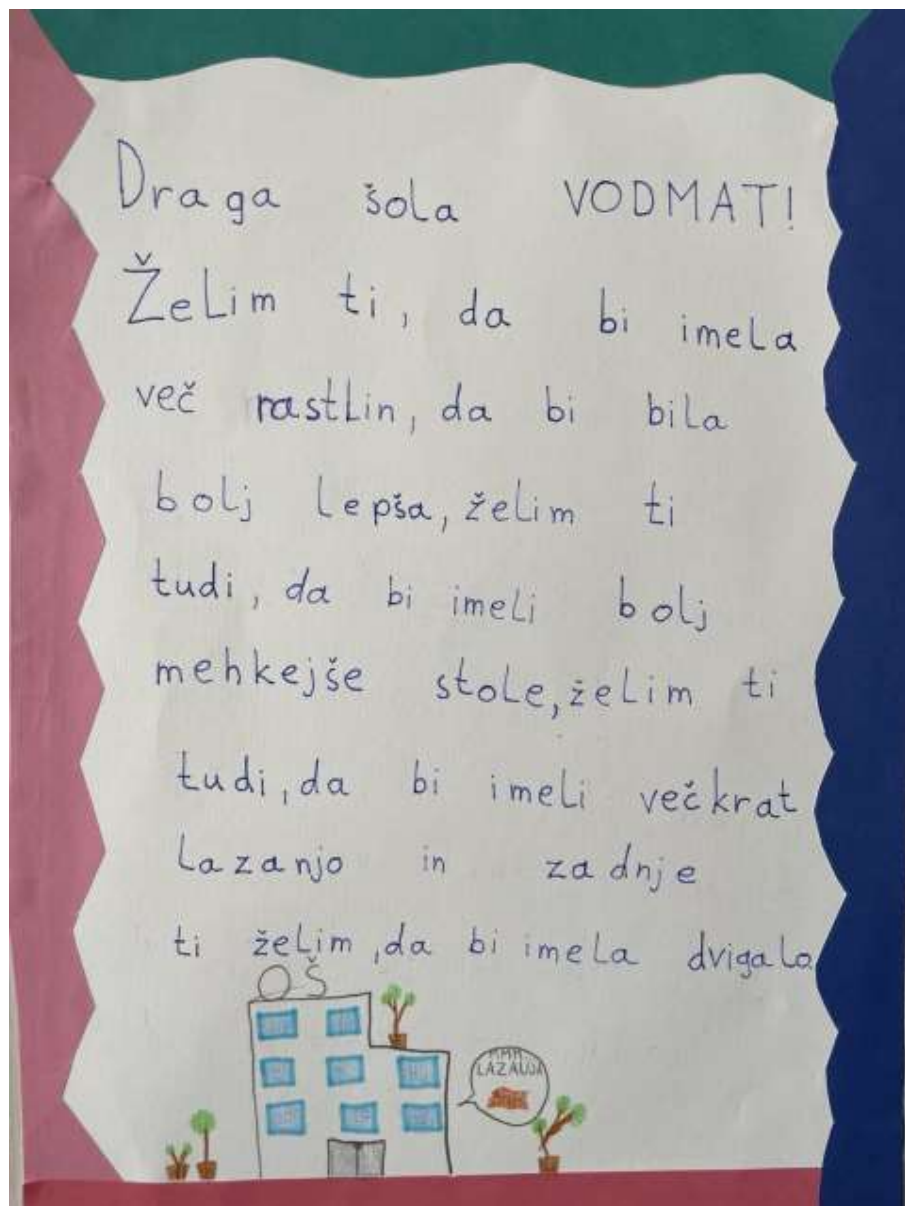 Draga šola VODMAT!
Želim ti, da bi imela
več rastlin, da bi bila
bolj lepša, želim ti
tudi, da bi imeli bolj
mehkejše stole, želim ti
tudi, da bi imeli večkrat
lazanjo in zadnje
ti želim, da bi imela dvigalo
OŠ
MMM
LAZANJA